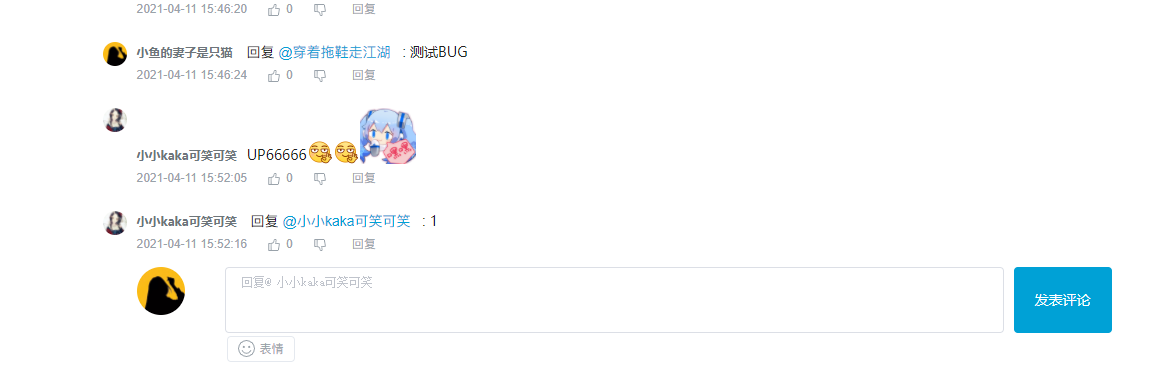 2021-04-11 15:46:20 0 回复
小鱼的妻子是只猫 回复 @穿着拖鞋走江湖 : 测试BUG
2021-04-11 15:46:24 0 回复
小小kaka可笑可笑 UP66666
2021-04-11 15:52:05 0 回复
小小kaka可笑可笑 回复 @小小kaka可笑可笑 : 1
2021-04-11 15:52:16 0 回复
回复@ 小小kaka可笑可笑
发表评论
表情